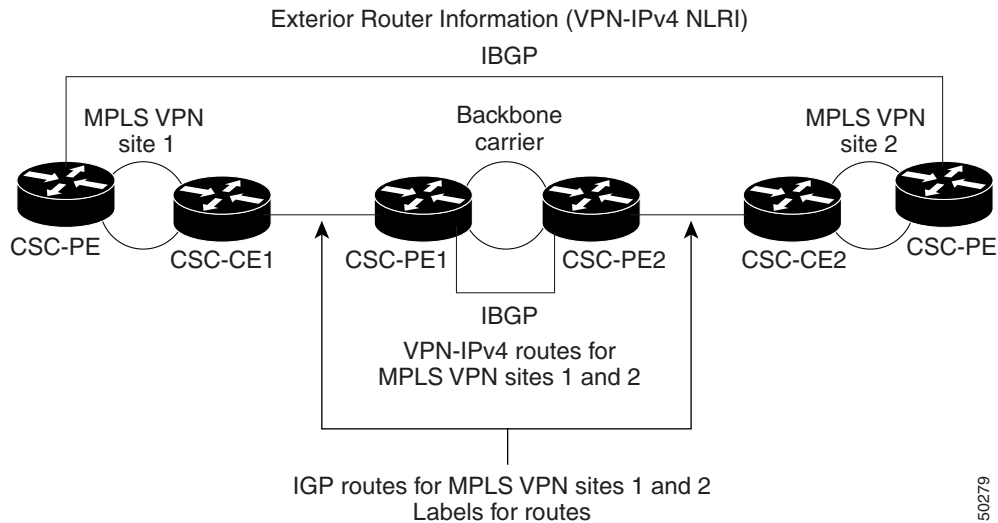 Exterior Router Information (VPN-IPv4 NLRI)
IBGP
MPLS VPN
site 1
Backbone
carrier
MPLS VPN
site 2
CSC-PE
CSC-CE1
CSC-PE1
CSC-PE2
CSC-CE2
CSC-PE
IBGP
VPN-IPv4 routes for
MPLS VPN sites 1 and 2
IGP routes for MPLS VPN sites 1 and 2
Labels for routes
50279